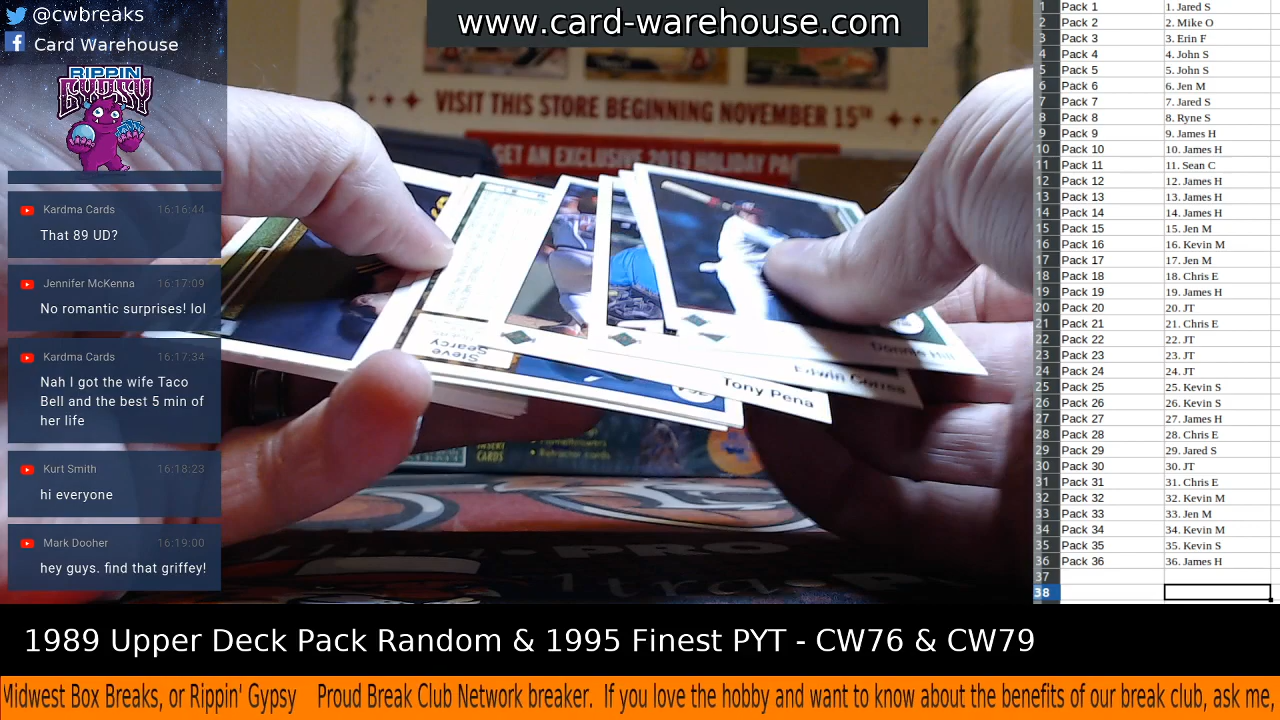 @cwbreaks
Card Warehouse
RIPPIN
GYPSY
Kardma Cards 16:16:44
That 89 UD?
Jennifer McKenna 16:17:09
No romantic surprises! lol
Kardma Cards 16:17:34
Nah I got the wife Taco
Bell and the best 5 min of
her life
Kurt Smith 16:18:23
hi everyone
Mark Dooher 16:19:00
hey guys. find that griffey!
www.card-warehouse.com
VISIT THIS STORE BEGINNING NOVEMBER 15TH
GET AN EXCLUSIVE 2019 HOLIDAY
Steve
Searcy
Tony Pena
Edwin Correa
Donnie Hill
INSERT
CARDS
Refractor cards
PRO
1 Pack 1 1. Jared S
2 Pack 2 2. Mike O
3 Pack 3 3. Erin F
4 Pack 4 4. John S
5 Pack 5 5. John S
6 Pack 6 6. Jen M
7 Pack 7 7. Jared S
8 Pack 8 8. Ryne S
9 Pack 9 9. James H
10 Pack 10 10. James H
11 Pack 11 11. Sean C
12 Pack 12 12. James H
13 Pack 13 13. James H
14 Pack 14 14. James H
15 Pack 15 15. Jen M
16 Pack 16 16. Kevin M
17 Pack 17 17. Jen M
18 Pack 18 18. Chris E
19 Pack 19 19. James H
20 Pack 20 20. JT
21 Pack 21 21. Chris E
22 Pack 22 22. JT
23 Pack 23 23. JT
24 Pack 24 24. JT
25 Pack 25 25. Kevin S
26 Pack 26 26. Kevin S
27 Pack 27 27. James H
28 Pack 28 28. Chris E
29 Pack 29 29. Jared S
30 Pack 30 30. JT
31 Pack 31 31. Chris E
32 Pack 32 32. Kevin M
33 Pack 33 33. Jen M
34 Pack 34 34. Kevin M
35 Pack 35 35. Kevin S
36 Pack 36 36. James H
37
38
1989 Upper Deck Pack Random & 1995 Finest PYT - CW76 & CW79
Midwest Box Breaks, or Rippin' Gypsy Proud Break Club Network breaker. If you love the hobby and want to know about the benefits of our break club, ask me,